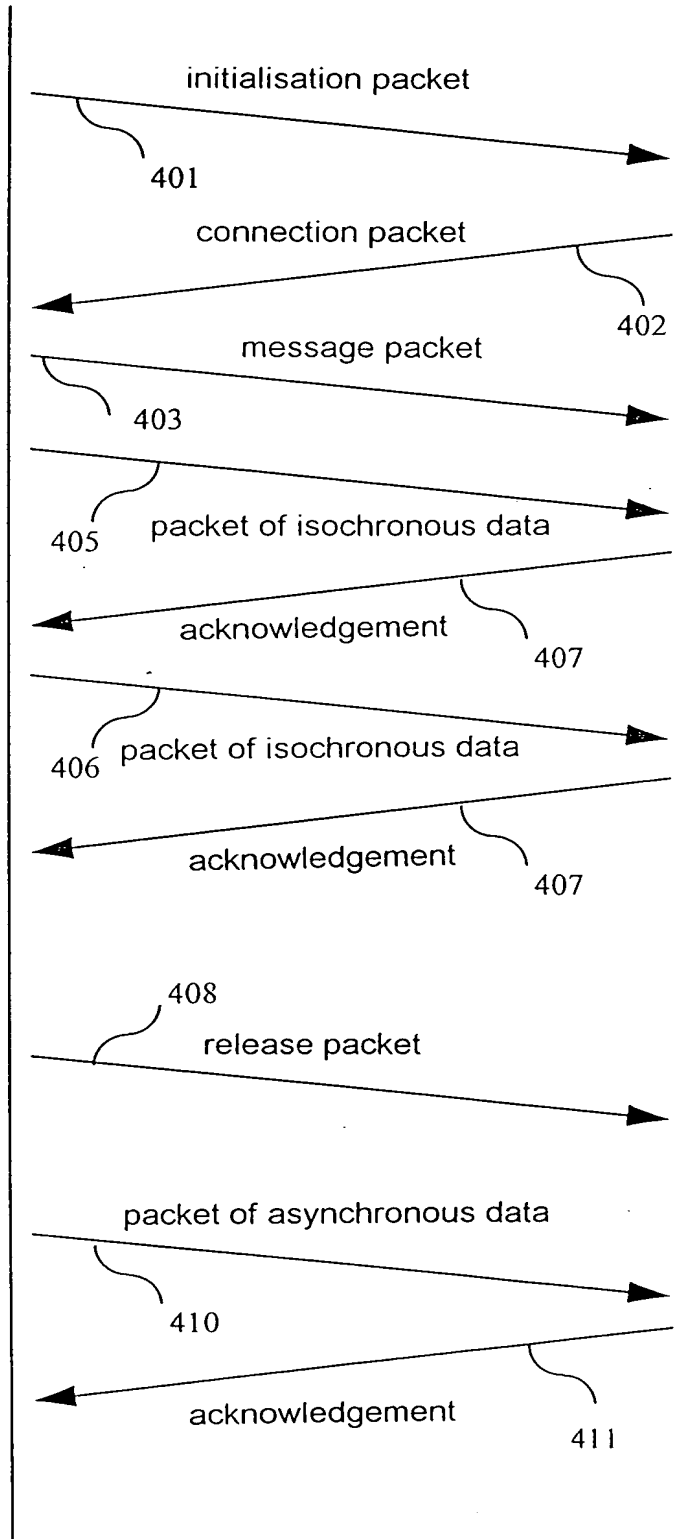 initialisation packet
401
connection packet
402
message packet
403
405
packet of isochronous data
acknowledgement
407
406
packet of isochronous data
acknowledgement
407
408
release packet
packet of asynchronous data
410
acknowledgement
411